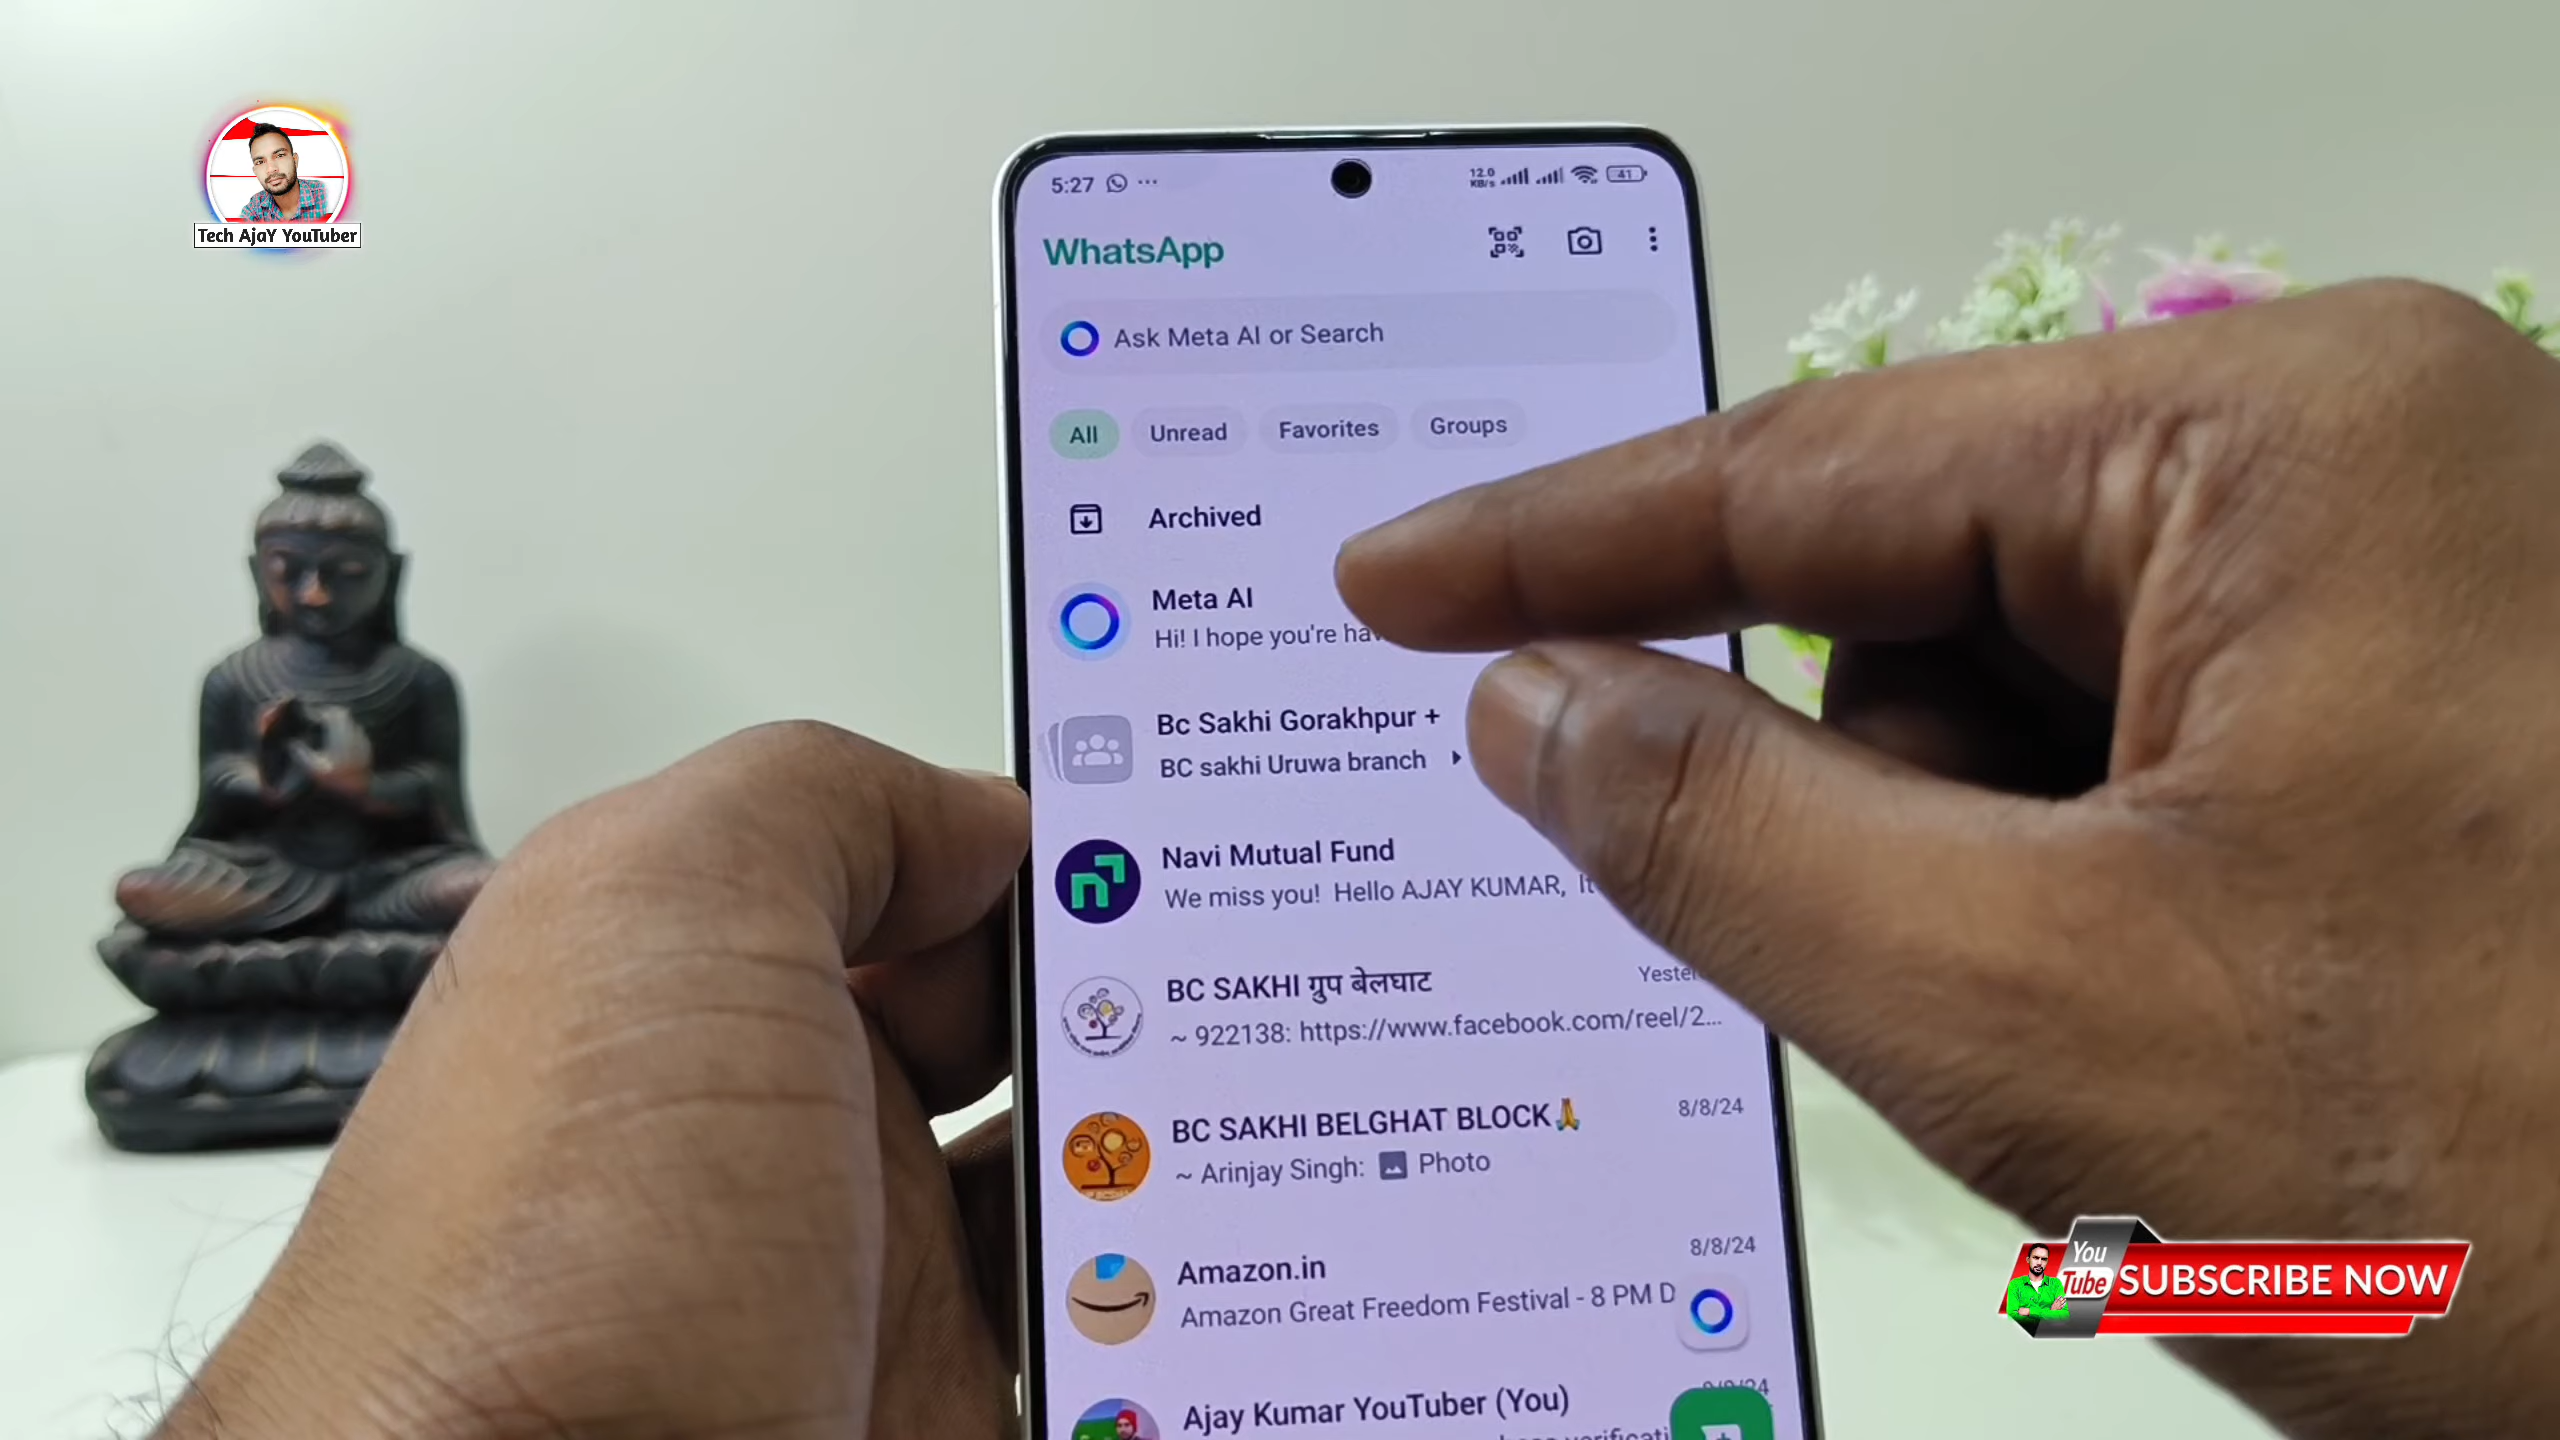 Tech AjaY YouTuber
5:27
12.0
KB/s
41
WhatsApp
Ask Meta AI or Search
All
Unread
Favorites
Groups
Archived
Meta AI
Hi! I hope you're hav
Bc Sakhi Gorakhpur +
BC sakhi Uruwa branch
Navi Mutual Fund
We miss you! Hello AJAY KUMAR, It
BC SAKHI ग्रुप बेलघाट
Yester
~ 922138: https://www.facebook.com/reel/2...
BC SAKHI BELGHAT BLOCK🙏
8/8/24
~ Arinjay Singh: Photo
Amazon.in
8/8/24
Amazon Great Freedom Festival - 8 PM D
Ajay Kumar YouTuber (You)
You
Tube
SUBSCRIBE NOW